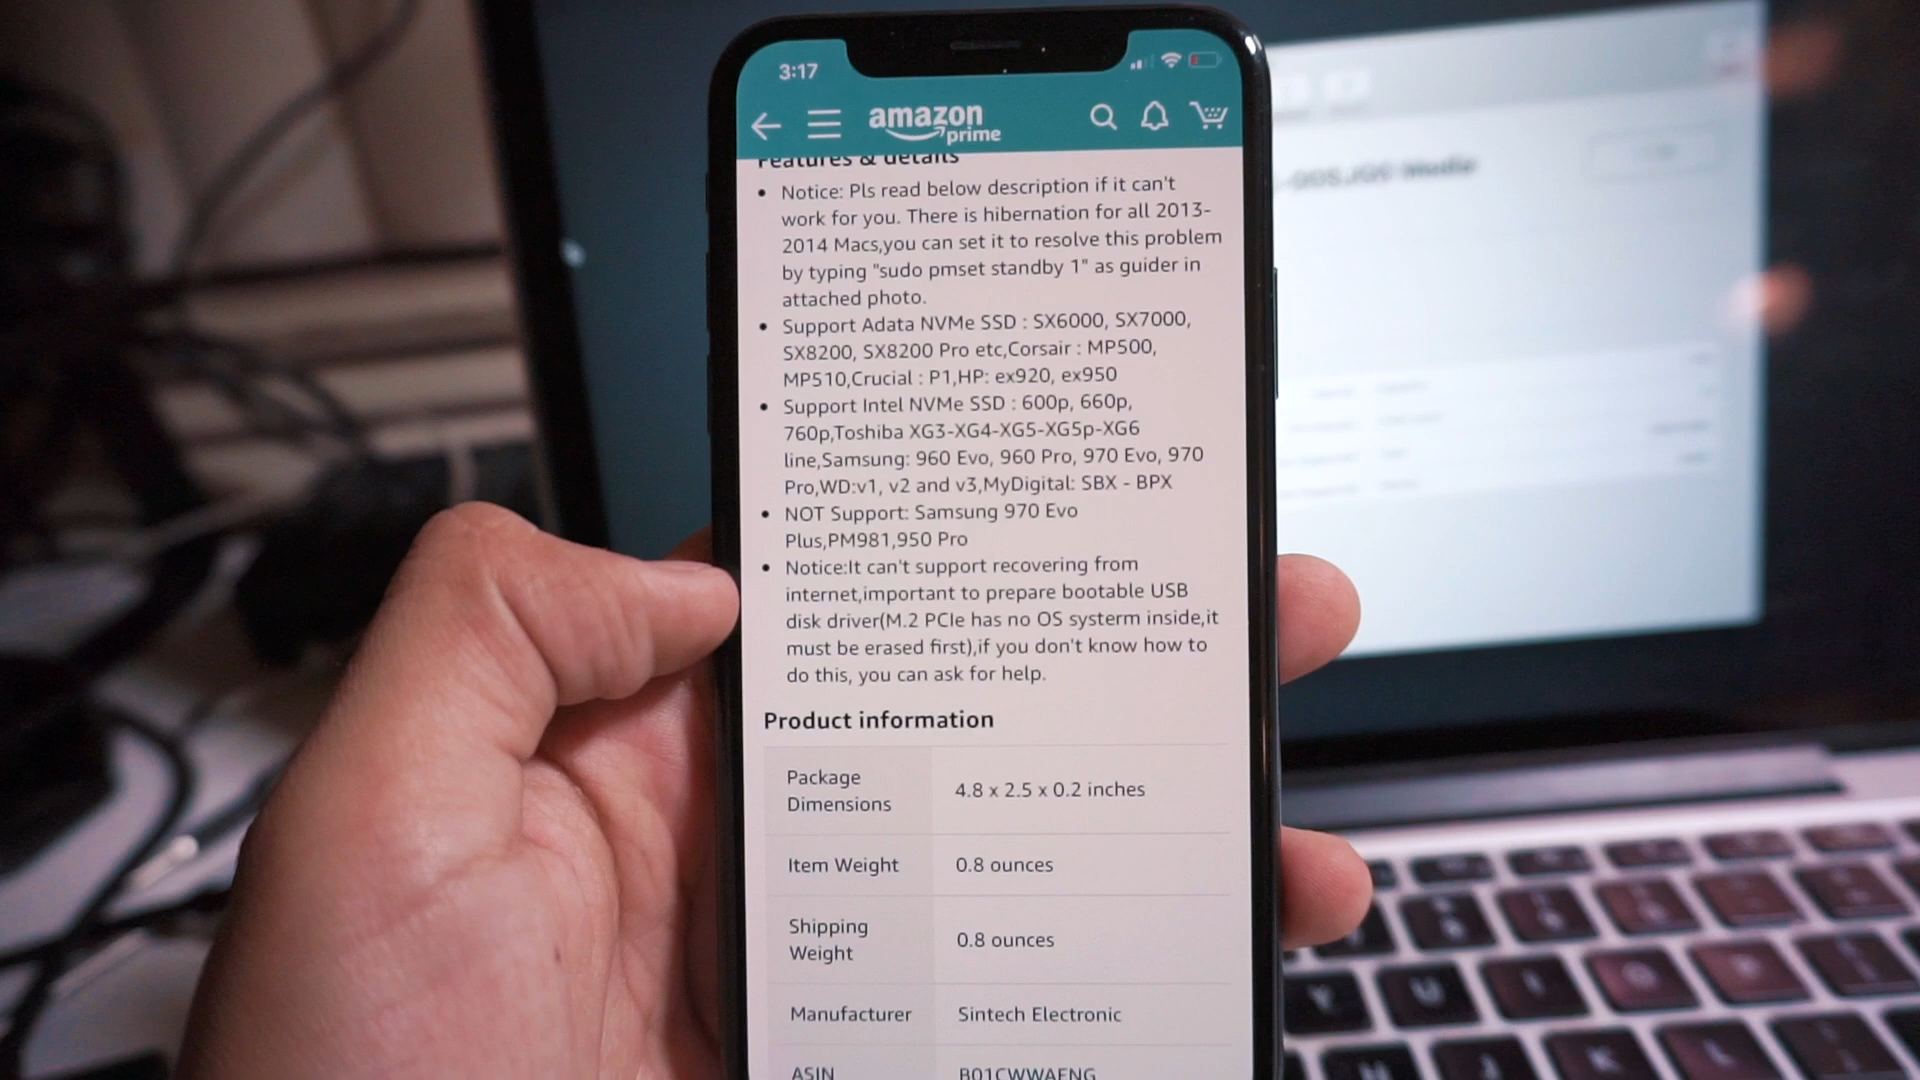 3:17
amazon
prime
Features & details
• Notice: Pls read below description if it can't
work for you. There is hibernation for all 2013-
2014 Macs,you can set it to resolve this problem
by typing "sudo pmset standby 1" as guider in
attached photo.
• Support Adata NVMe SSD : SX6000, SX7000,
SX8200, SX8200 Pro etc,Corsair : MP500,
MP510,Crucial : P1,HP: ex920, ex950
• Support Intel NVMe SSD : 600p, 660p,
760p,Toshiba XG3-XG4-XG5-XG5p-XG6
line,Samsung: 960 Evo, 960 Pro, 970 Evo, 970
Pro,WD:v1, v2 and v3,MyDigital: SBX - BPX
• NOT Support: Samsung 970 Evo
Plus,PM981,950 Pro
• Notice:It can't support recovering from
internet,important to prepare bootable USB
disk driver(M.2 PCIe has no OS systerm inside,it
must be erased first),if you don't know how to
do this, you can ask for help.
Product information
Package
Dimensions
4.8 x 2.5 x 0.2 inches
Item Weight
0.8 ounces
Shipping
Weight
0.8 ounces
Manufacturer
Sintech Electronic
ASIN
B01CWWAENG
Y
U
I
O
P
H
J
K
L